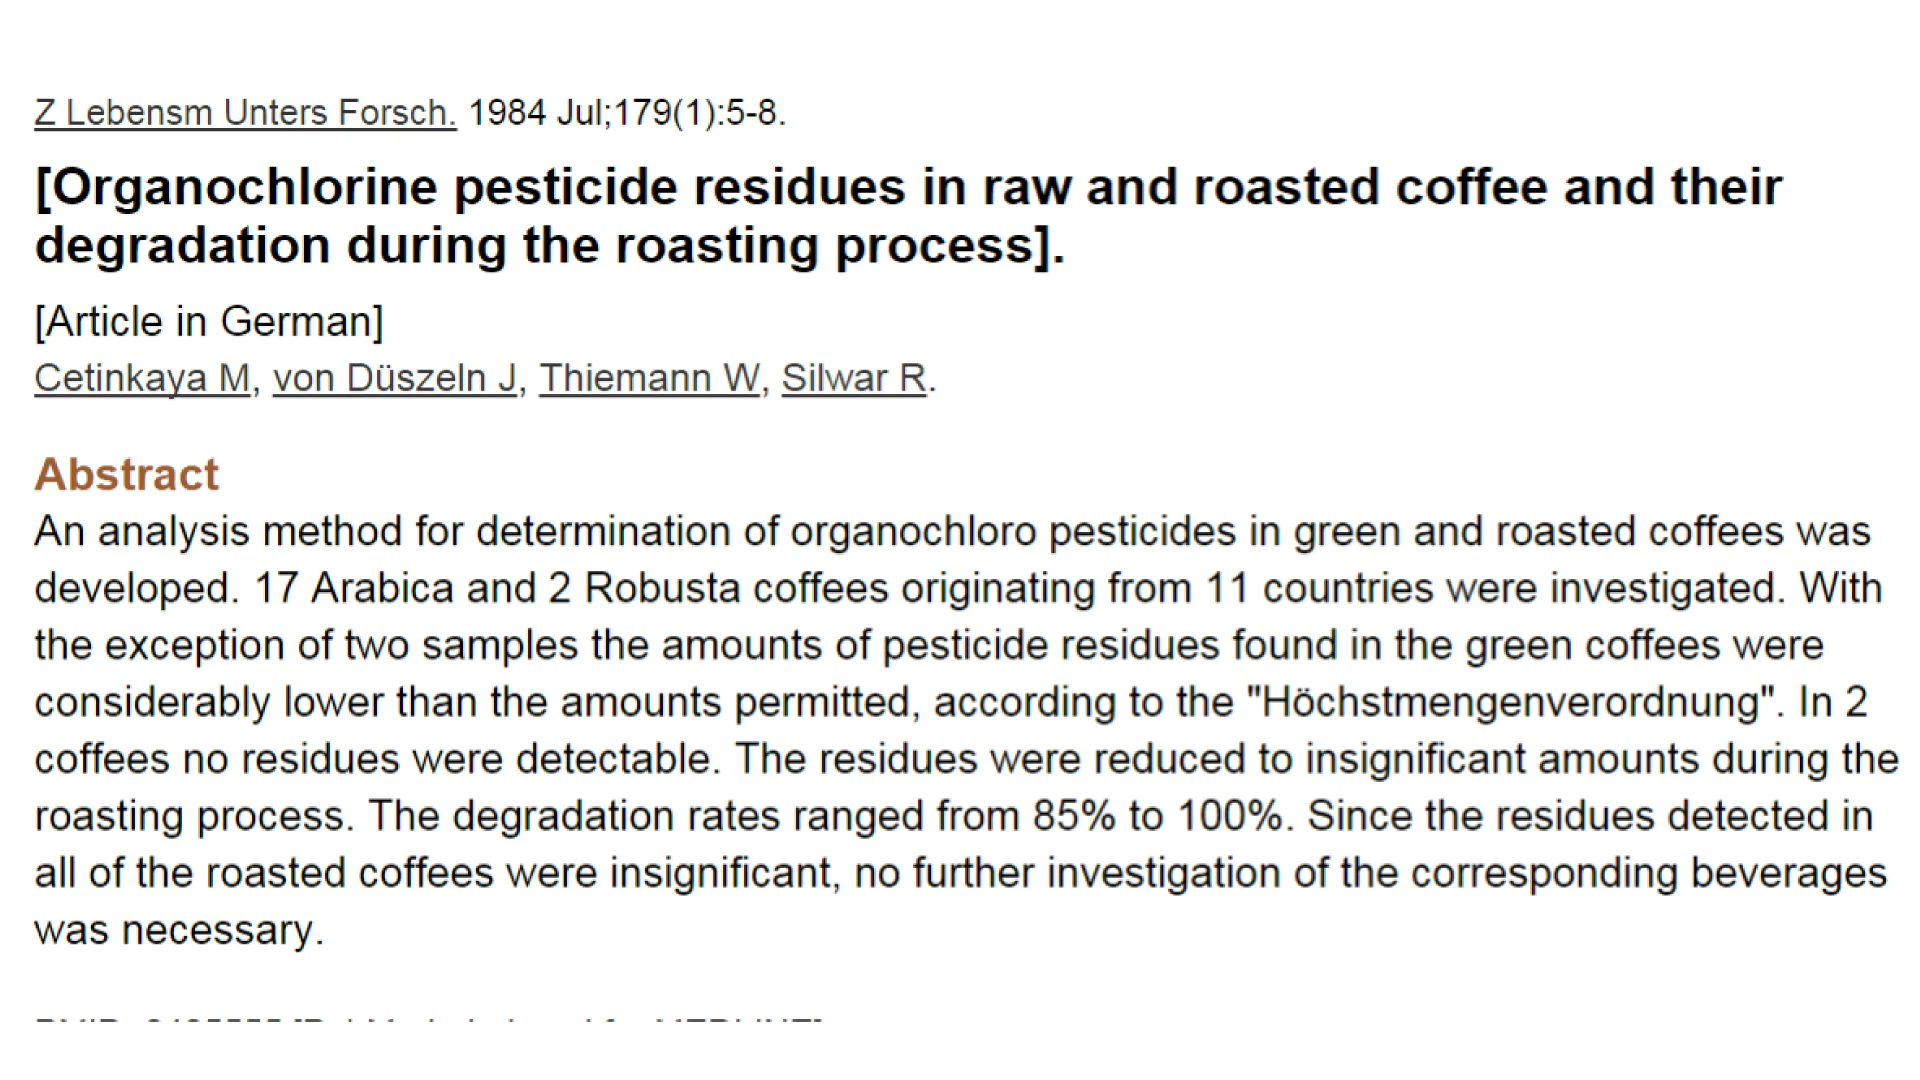 Z Lebensm Unters Forsch. 1984 Jul;179(1):5-8.
[Organochlorine pesticide residues in raw and roasted coffee and their
degradation during the roasting process].
[Article in German]
Cetinkaya M, von Düszeln J, Thiemann W, Silwar R.
Abstract
An analysis method for determination of organochloro pesticides in green and roasted coffees was
developed. 17 Arabica and 2 Robusta coffees originating from 11 countries were investigated. With
the exception of two samples the amounts of pesticide residues found in the green coffees were
considerably lower than the amounts permitted, according to the "Höchstmengenverordnung". In 2
coffees no residues were detectable. The residues were reduced to insignificant amounts during the
roasting process. The degradation rates ranged from 85% to 100%. Since the residues detected in
all of the roasted coffees were insignificant, no further investigation of the corresponding beverages
was necessary.